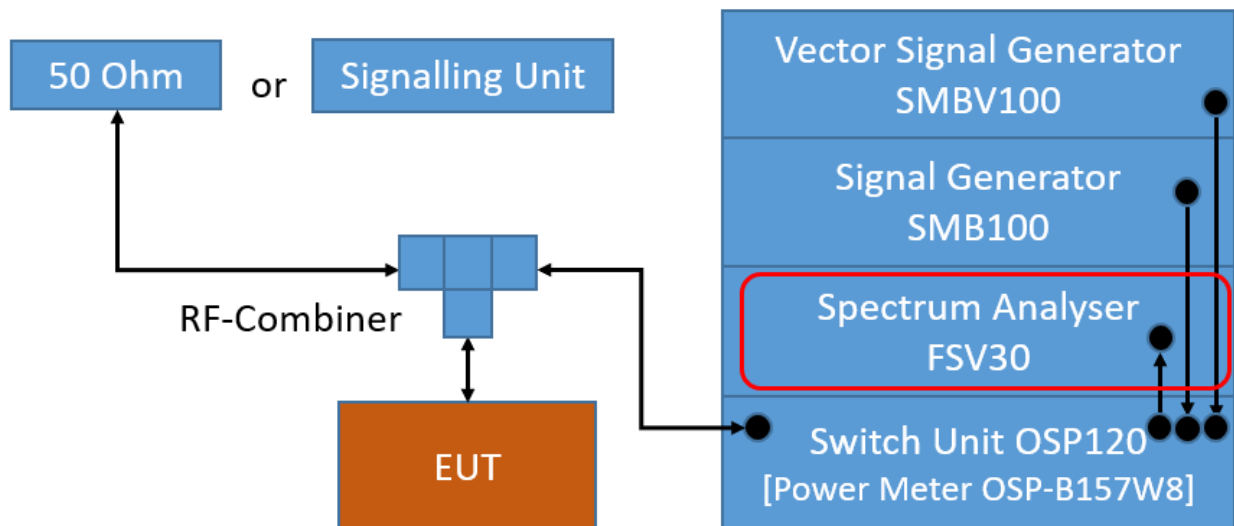 50 Ohm
or
Signalling Unit
RF-Combiner
EUT
Vector Signal Generator
SMBV100
Signal Generator
SMB100
Spectrum Analyser
FSV30
Switch Unit OSP120
[Power Meter OSP-B157W8]